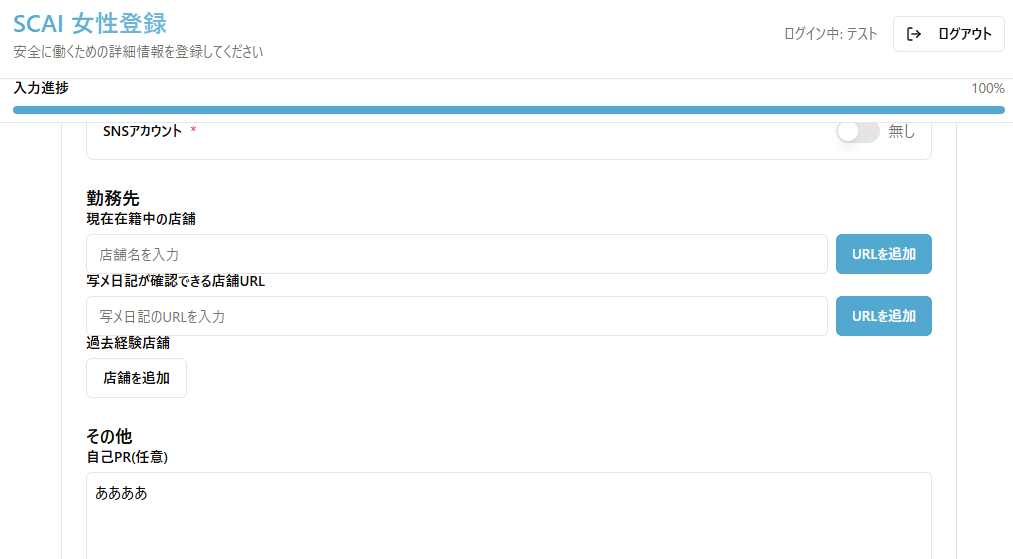 SCAI 女性登録
安全に働くための詳細情報を登録してください
ログイン中: テスト
ログアウト
入力進捗
100%
SNSアカウント *
無し
勤務先
現在在籍中の店舗
店舗名を入力
URLを追加
写メ日記が確認できる店舗URL
写メ日記のURLを入力
URLを追加
過去経験店舗
店舗を追加
その他
自己PR(任意)
ああああ